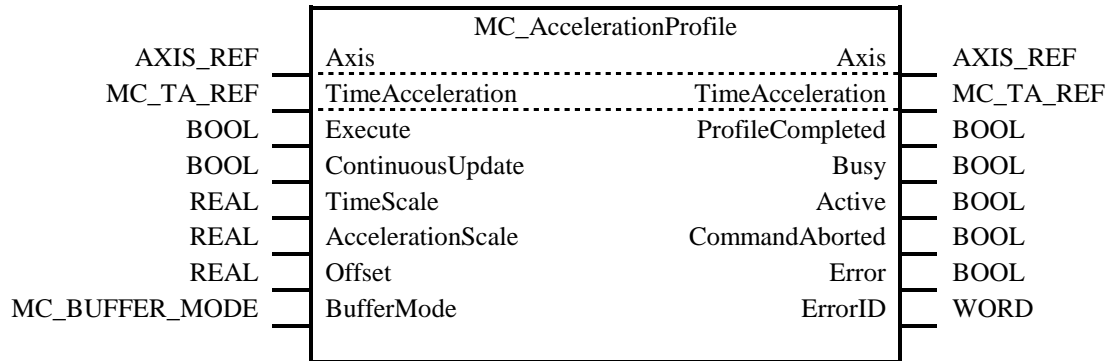 MC_AccelerationProfile
AXIS_REF Axis Axis AXIS_REF
MC_TA_REF TimeAcceleration TimeAcceleration MC_TA_REF
BOOL Execute ProfileCompleted BOOL
BOOL ContinuousUpdate Busy BOOL
REAL TimeScale Active BOOL
REAL AccelerationScale CommandAborted BOOL
REAL Offset Error BOOL
MC_BUFFER_MODE BufferMode ErrorID WORD